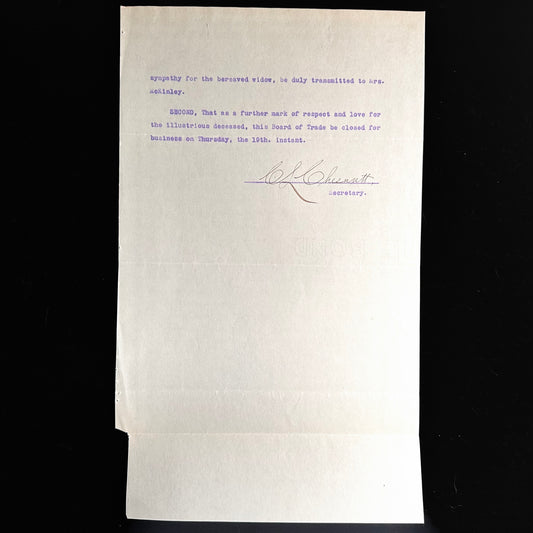 sympathy for the bereaved widow, be duly transmitted to Mrs.
McKinley.
SECOND, That as a further mark of respect and love for
the illustrious deceased, this Board of Trade be closed for
business on Thursday, the 19th. instant.
Secretary.
BOND